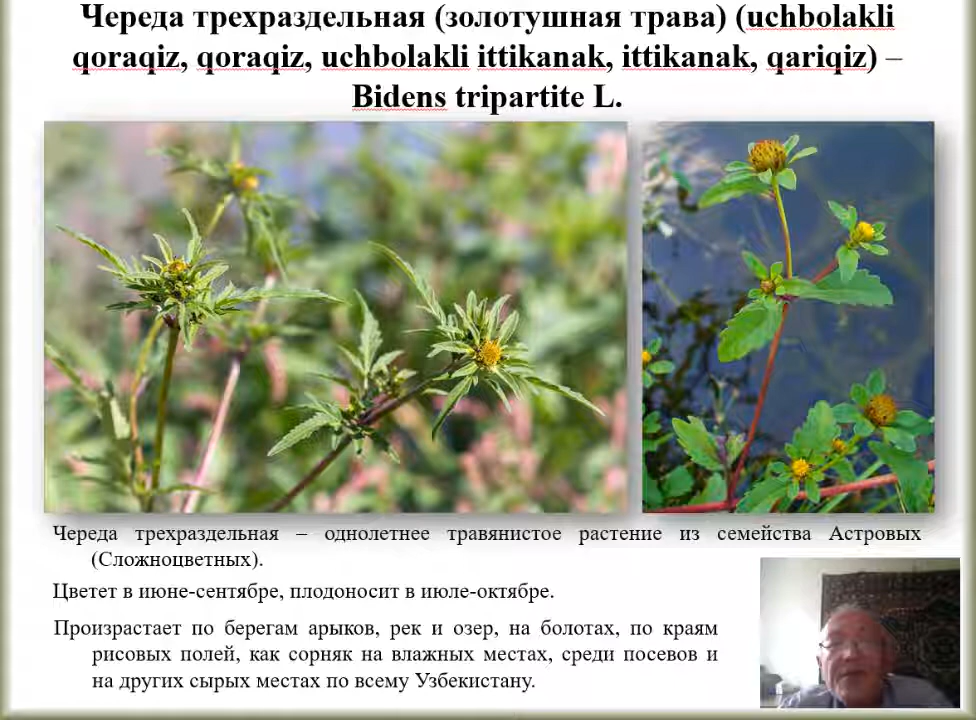 Череда трехраздельная (золотушная трава) (uchbolakli
qoraqiz, qoraqiz, uchbolakli ittikanak, ittikanak, qariqiz) –
Bidens tripartite L.
Череда трехраздельная – однолетнее травянистое растение из семейства Астровых
(Сложноцветных).
Цветет в июне-сентябре, плодоносит в июле-октябре.
Произрастает по берегам арыков, рек и озер, на болотах, по краям
рисовых полей, как сорняк на влажных местах, среди посевов и
на других сырых местах по всему Узбекистану.